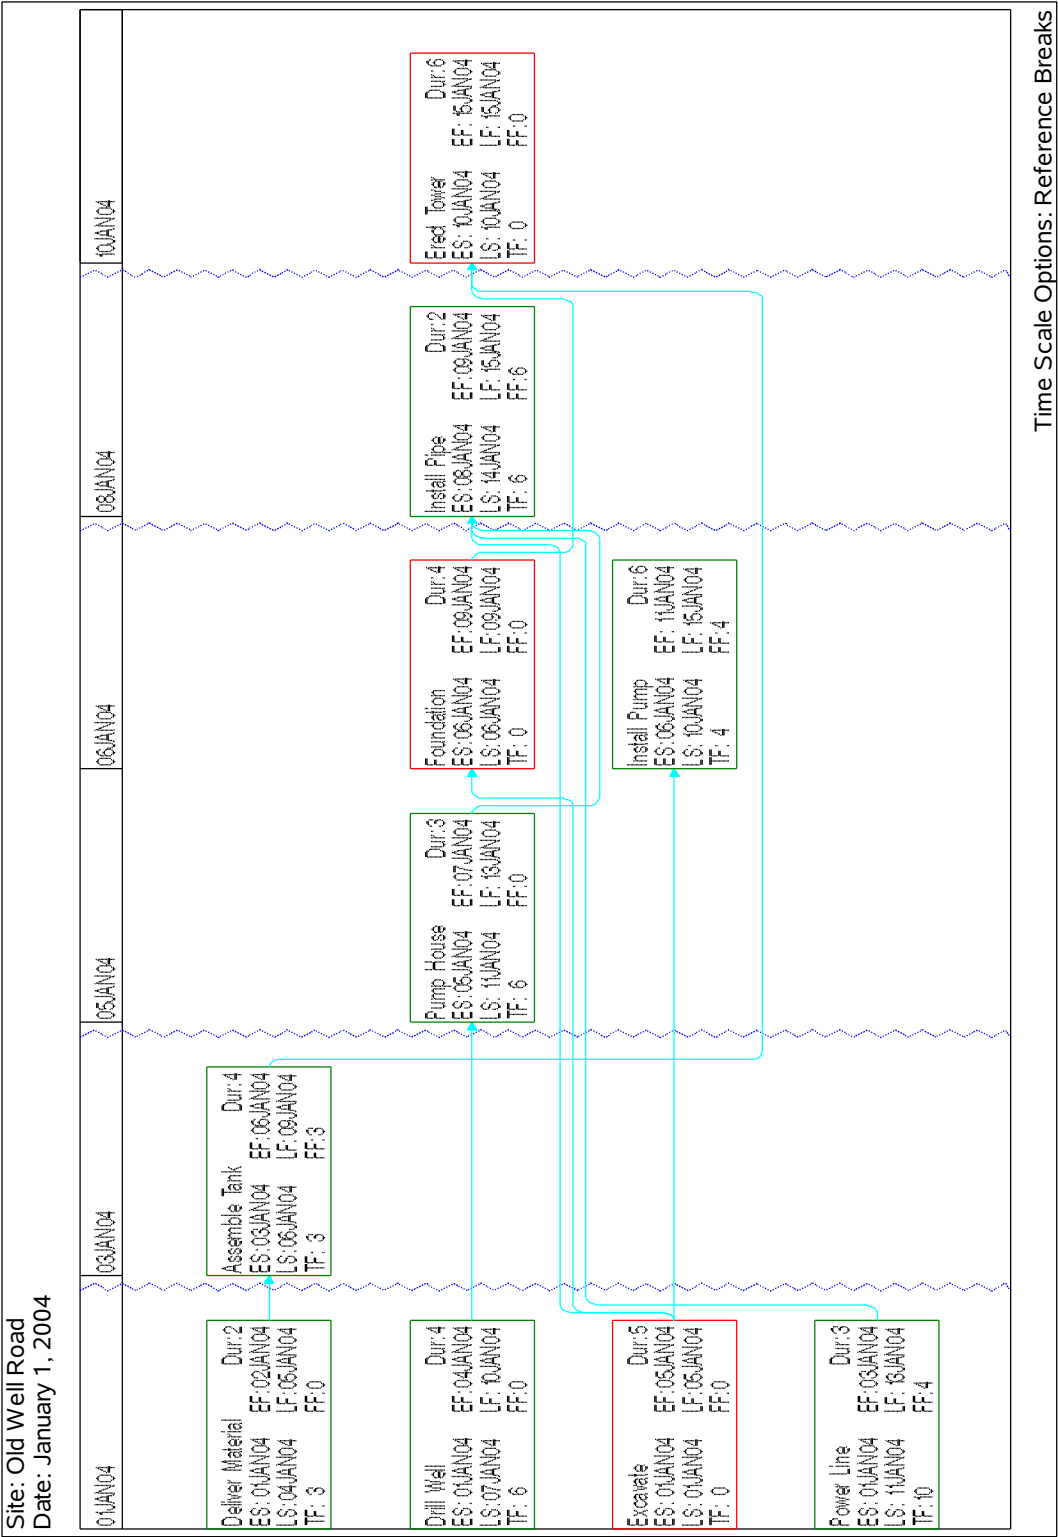 Site: Old Well Road
Date: January 1, 2004
01JAN04 03JAN04 05JAN04 06JAN04 08JAN04 10JAN04
Deliver Material Dur:2
ES:01JAN04 EF:02JAN04
LS:04JAN04 LF:05JAN04
TF: 3 FF:0
Assemble Tank Dur:4
ES:03JAN04 EF:06JAN04
LS:06JAN04 LF:09JAN04
TF: 3 FF:3
Drill Well Dur:4
ES:01JAN04 EF:04JAN04
LS:07JAN04 LF:10JAN04
TF: 6 FF:0
Pump House Dur:3
ES:05JAN04 EF:07JAN04
LS:11JAN04 LF:13JAN04
TF: 6 FF:0
Foundation Dur:4
ES:06JAN04 EF:09JAN04
LS:06JAN04 LF:09JAN04
TF: 0 FF:0
Install Pipe Dur:2
ES:08JAN04 EF:09JAN04
LS:14JAN04 LF:15JAN04
TF: 6 FF:6
Erect Tower Dur:6
ES:10JAN04 EF:15JAN04
LS:10JAN04 LF:15JAN04
TF: 0 FF:0
Excavate Dur:5
ES:01JAN04 EF:05JAN04
LS:01JAN04 LF:05JAN04
TF: 0 FF:0
Install Pump Dur:6
ES:06JAN04 EF:11JAN04
LS:10JAN04 LF:15JAN04
TF: 4 FF:4
Power Line Dur:3
ES:01JAN04 EF:03JAN04
LS:11JAN04 LF:13JAN04
TF:10 FF:4
Time Scale Options: Reference Breaks